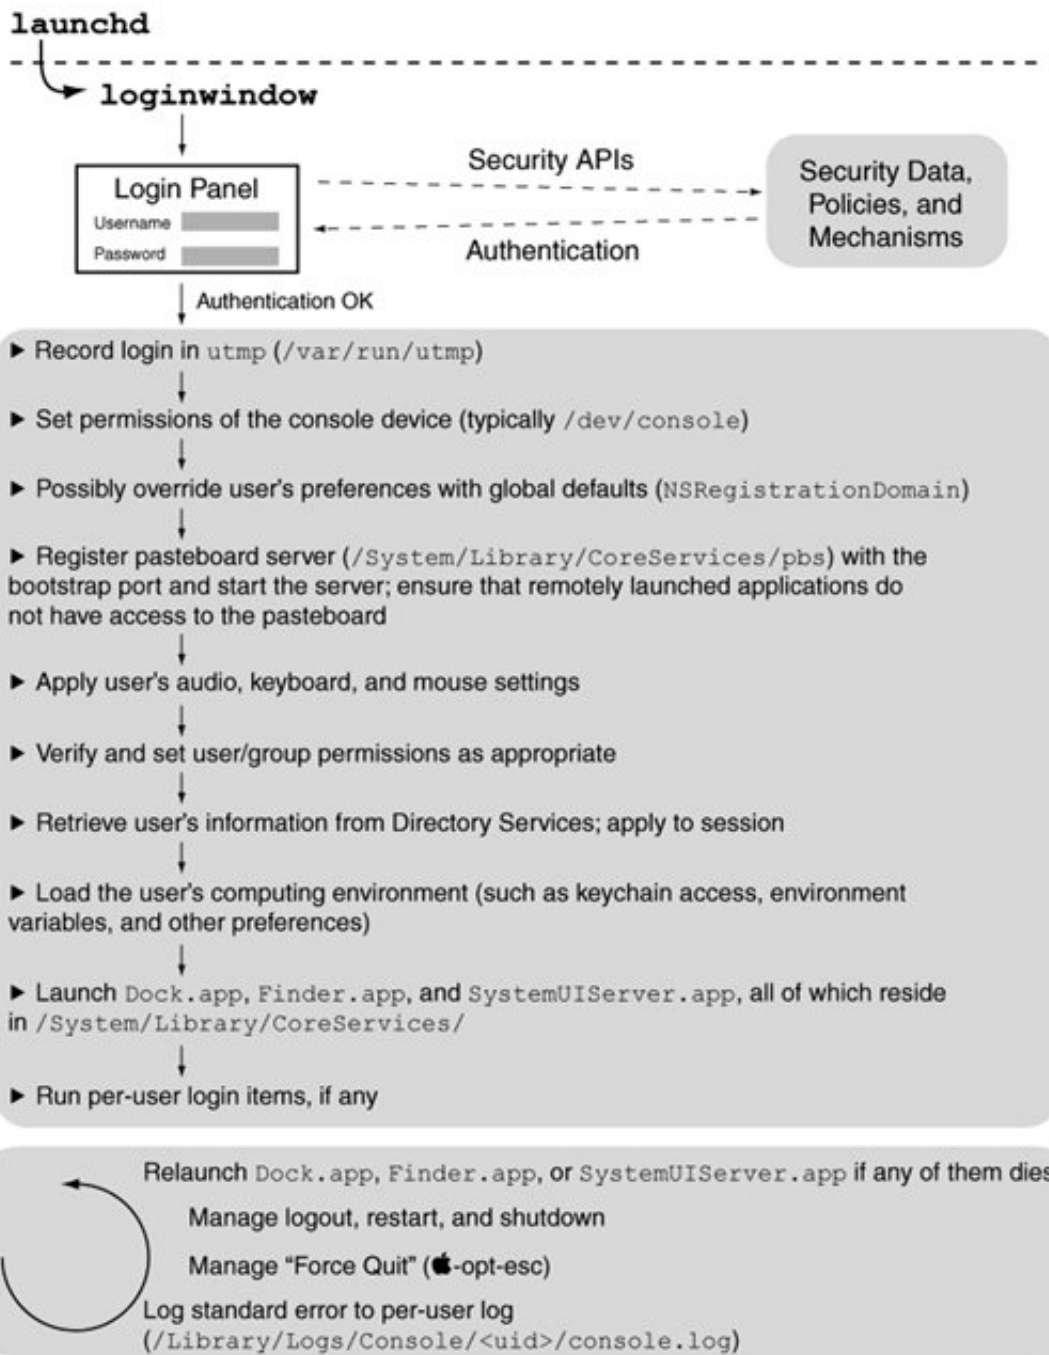 launchd
loginwindow
Login Panel
Username
Password
Security APIs
Authentication
Security Data,
Policies, and
Mechanisms
Authentication OK
▶ Record login in utmp (/var/run/utmp)
▶ Set permissions of the console device (typically /dev/console)
▶ Possibly override user's preferences with global defaults (NSRegistrationDomain)
▶ Register pasteboard server (/System/Library/CoreServices/pbs) with the
bootstrap port and start the server; ensure that remotely launched applications do
not have access to the pasteboard
▶ Apply user's audio, keyboard, and mouse settings
▶ Verify and set user/group permissions as appropriate
▶ Retrieve user's information from Directory Services; apply to session
▶ Load the user's computing environment (such as keychain access, environment
variables, and other preferences)
▶ Launch Dock.app, Finder.app, and SystemUIServer.app, all of which reside
in /System/Library/CoreServices/
▶ Run per-user login items, if any
Relaunch Dock.app, Finder.app, or SystemUIServer.app if any of them dies
Manage logout, restart, and shutdown
Manage “Force Quit” (-opt-esc)
Log standard error to per-user log
(/Library/Logs/Console/<uid>/console.log)